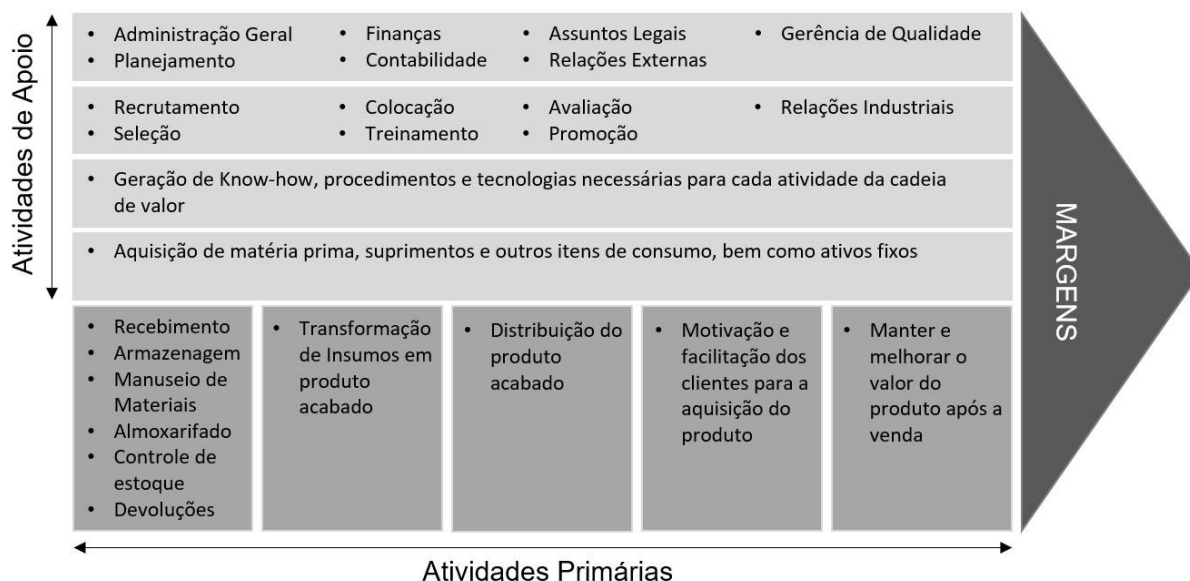 Atividades de Apoio
• Administração Geral
• Planejamento
• Finanças
• Contabilidade
• Assuntos Legais
• Relações Externas
• Gerência de Qualidade
• Recrutamento
• Seleção
• Colocação
• Treinamento
• Avaliação
• Promoção
• Relações Industriais
• Geração de Know-how, procedimentos e tecnologias necessárias para cada atividade da cadeia
de valor
• Aquisição de matéria prima, suprimentos e outros itens de consumo, bem como ativos fixos
• Recebimento
• Armazenagem
• Manuseio de
Materiais
• Almoxarifado
• Controle de
estoque
• Devoluções
• Transformação
de Insumos em
produto
acabado
• Distribuição do
produto
acabado
• Motivação e
facilitação dos
clientes para a
aquisição do
produto
• Manter e
melhorar o
valor do
produto após a
venda
MARGENS
Atividades Primárias